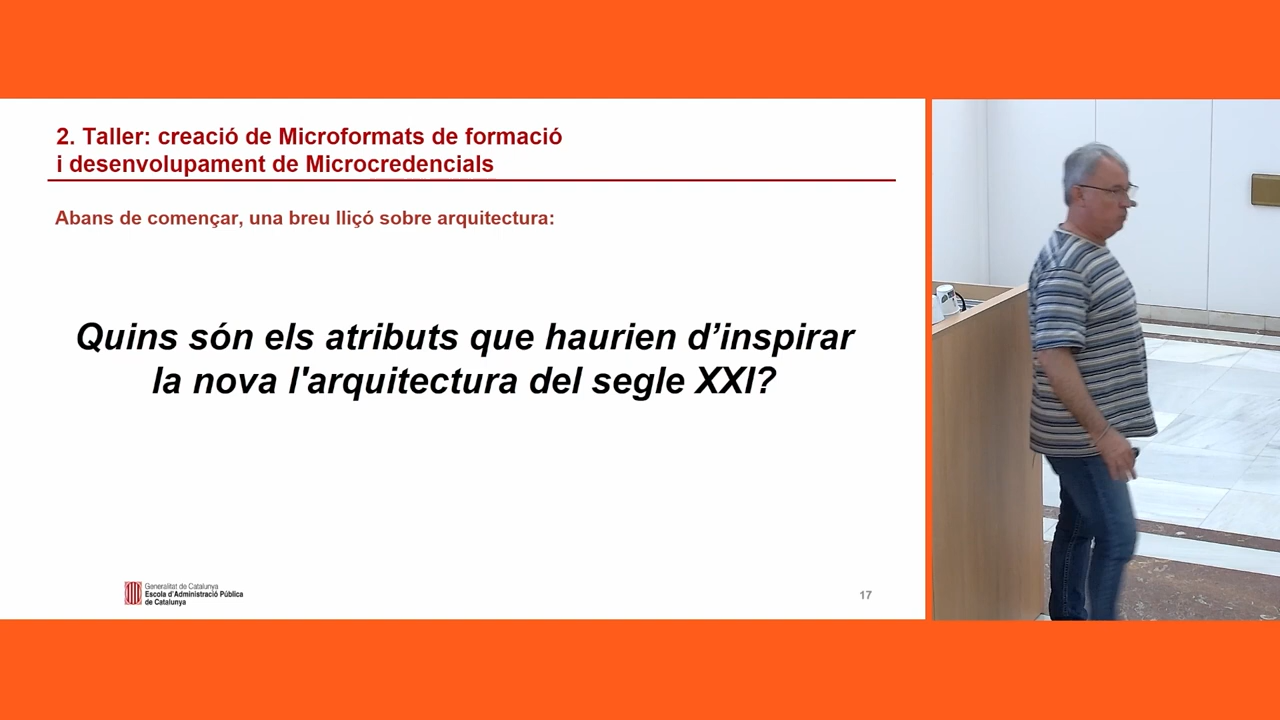 2. Taller: creació de Microformats de formació
i desenvolupament de Microcredencials
Abans de començar, una breu lliçó sobre arquitectura:
Quins són els atributs que haurien d’inspirar
la nova l'arquitectura del segle XXI?
Generalitat de Catalunya
Escola d'Administració Pública
de Catalunya
17